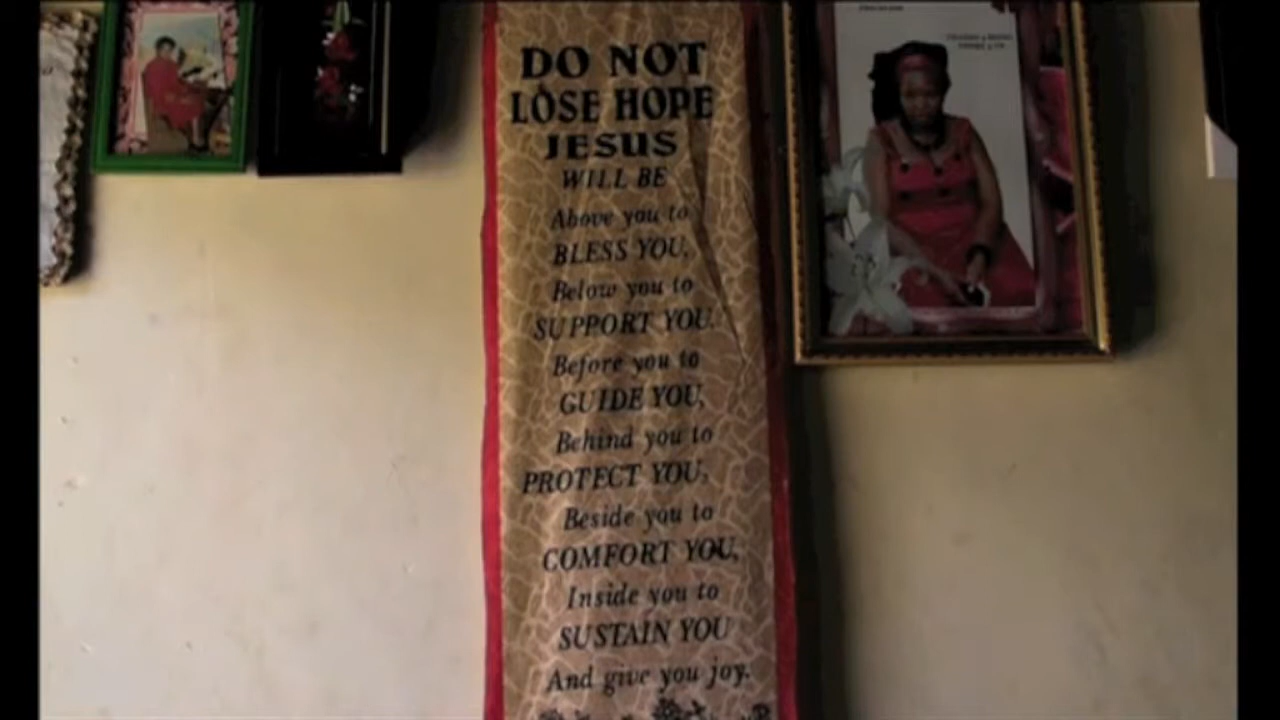 DO NOT
LOSE HOPE
JESUS
WILL BE
Above you to
BLESS YOU,
Below you to
SUPPORT YOU.
Before you to
GUIDE YOU,
Behind you to
PROTECT YOU,
Beside you to
COMFORT YOU,
Inside you to
SUSTAIN YOU
And give you joy.